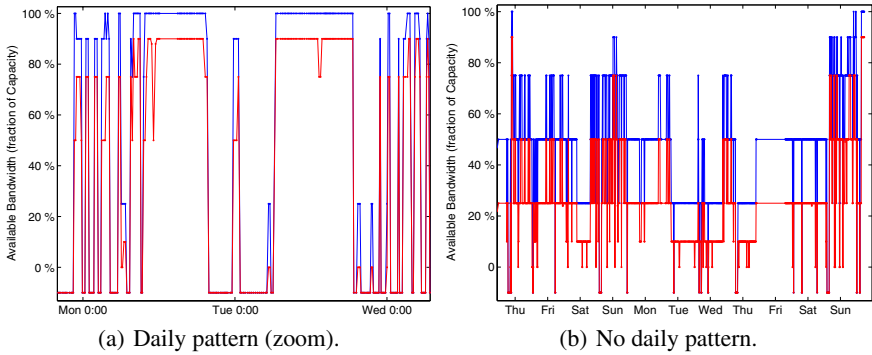 Available Bandwidth (fraction of Capacity)
100 %
80 %
60 %
40 %
20 %
0 %
Mon 0:00 Tue 0:00 Wed 0:00
(a) Daily pattern (zoom).
Available Bandwidth (fraction of Capacity)
100 %
80 %
60 %
40 %
20 %
0
Thu Fri Sat Sun Mon Tue Wed Thu Fri Sat Sun
(b) No daily pattern.